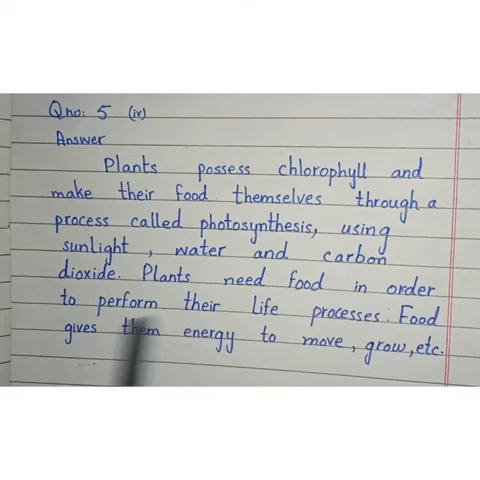 Qno: 5 (iv)
Answer
Plants possess chlorophyll and
make their food themselves through a
process called photosynthesis, using
sunlight, water and carbon
dioxide. Plants need food in order
to perform their life processes. Food
gives them energy to move, grow, etc.